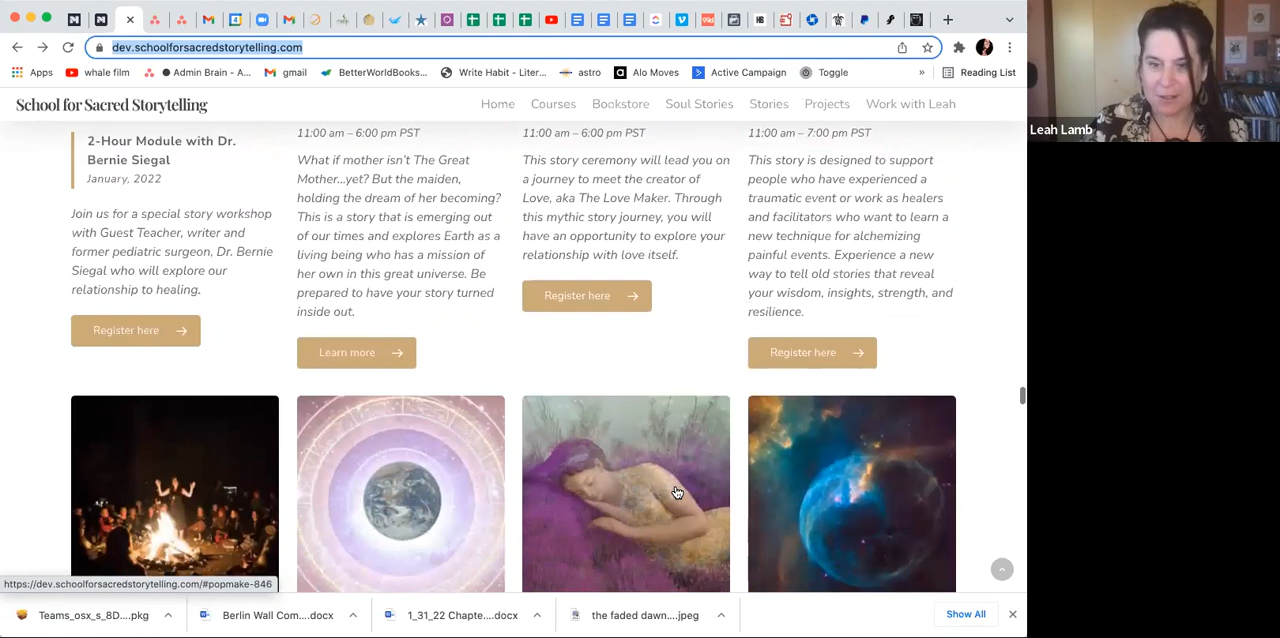 dev.schoolforsacredstorytelling.com
Apps
whale film
Admin Brain - A...
gmail
BetterWorldBooks...
Write Habit - Liter...
astro
Alo Moves
Active Campaign
Toggle
»
Reading List
School for Sacred Storytelling
Home
Courses
Bookstore
Soul Stories
Stories
Projects
Work with Leah
Leah Lamb
2-Hour Module with Dr.
Bernie Siegal
January, 2022
Join us for a special story workshop
with Guest Teacher, writer and
former pediatric surgeon, Dr. Bernie
Siegal who will explore our
relationship to healing.
Register here
11:00 am – 6:00 pm PST
What if mother isn't The Great
Mother...yet? But the maiden,
holding the dream of her becoming?
This is a story that is emerging out
of our times and explores Earth as a
living being who has a mission of
her own in this great universe. Be
prepared to have your story turned
inside out.
Learn more
11:00 am – 6:00 pm PST
This story ceremony will lead you on
a journey to meet the creator of
Love, aka The Love Maker. Through
this mythic story journey, you will
have an opportunity to explore your
relationship with love itself.
Register here
11:00 am – 7:00 pm PST
This story is designed to support
people who have experienced a
traumatic event or work as healers
and facilitators who want to learn a
new technique for alchemizing
painful events. Experience a new
way to tell old stories that reveal
your wisdom, insights, strength, and
resilience.
Register here
https://dev.schoolforsacredstorytelling.com/#popmake-846
Teams_osx_s_8D....pkg
Berlin Wall Com....docx
1_31_22 Chapte....docx
the faded dawn....jpeg
Show All